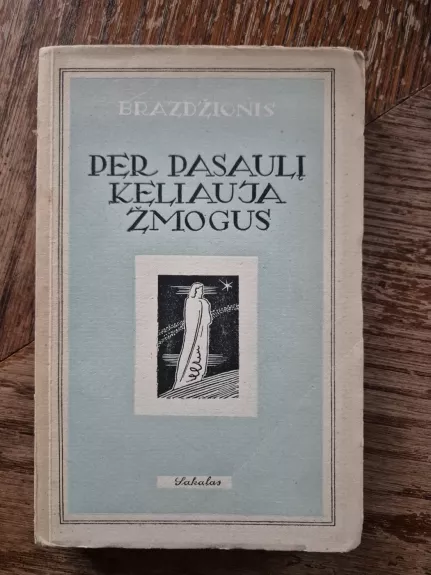 BRAZDŽIONIS
PER PASAULĮ
KELIAUJA
ŽMOGUS
Sakalas